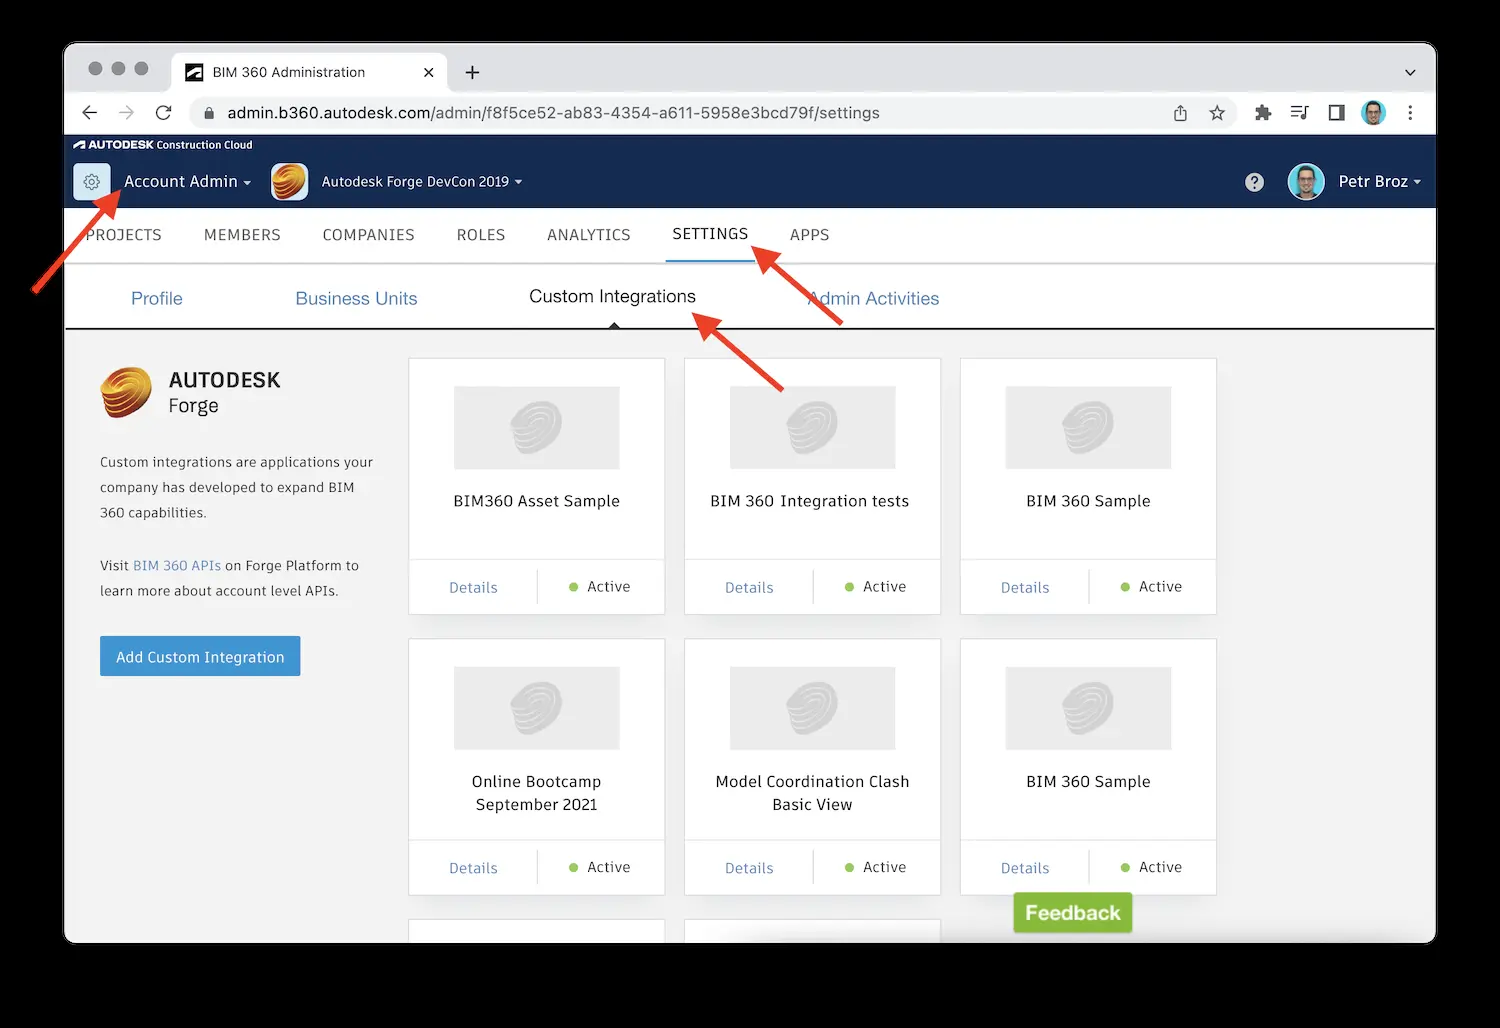 BIM 360 Administration
admin.b360.autodesk.com/admin/f8f5ce52-ab83-4354-a611-5958e3bcd79f/settings
AUTODESK Construction Cloud
Account Admin
Autodesk Forge DevCon 2019
Petr Broz
PROJECTS
MEMBERS
COMPANIES
ROLES
ANALYTICS
SETTINGS
APPS
Profile
Business Units
Custom Integrations
Admin Activities
AUTODESK
Forge
Custom integrations are applications your
company has developed to expand BIM
360 capabilities.
Visit BIM 360 APIs on Forge Platform to
learn more about account level APIs.
Add Custom Integration
BIM360 Asset Sample
Details
Active
BIM 360 Integration tests
Details
Active
BIM 360 Sample
Details
Active
Online Bootcamp
September 2021
Details
Active
Model Coordination Clash
Basic View
Details
Active
BIM 360 Sample
Details
Active
Feedback